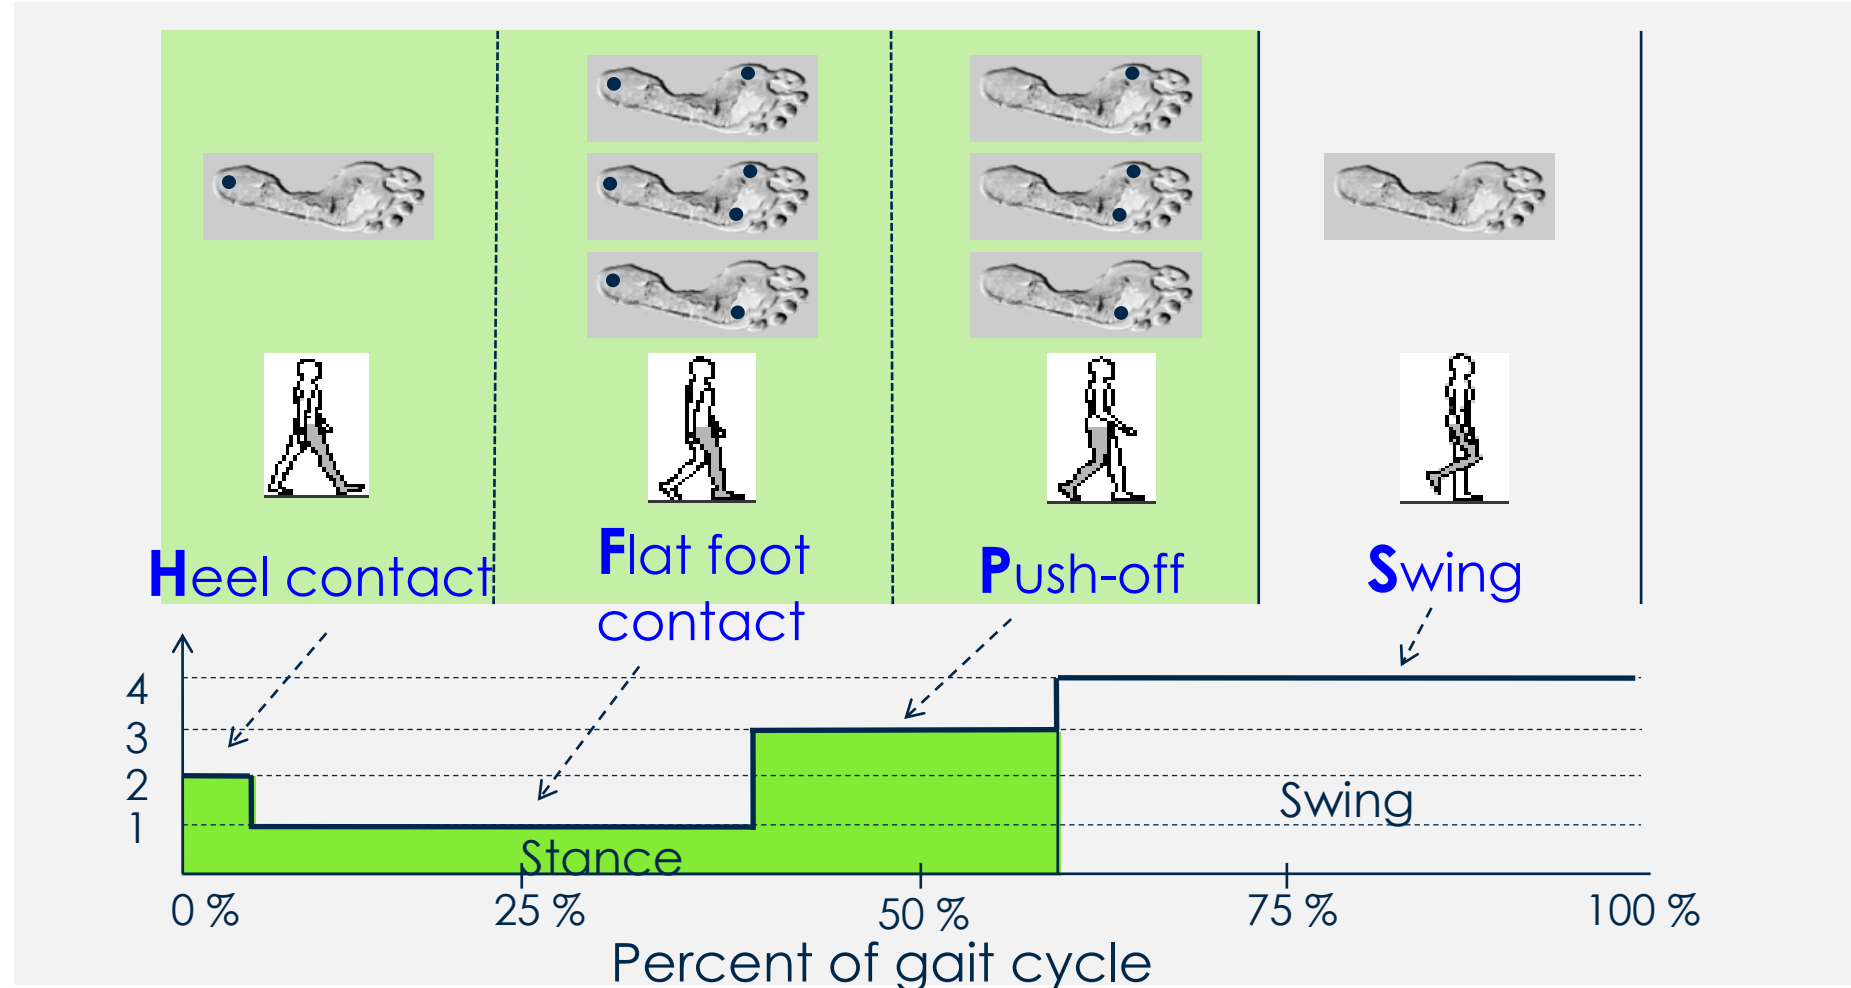 Heel contact
Flat foot
contact
Push-off
Swing
4
3
2
1
Swing
Stance
0 %
25 %
50 %
75 %
100 %
Percent of gait cycle